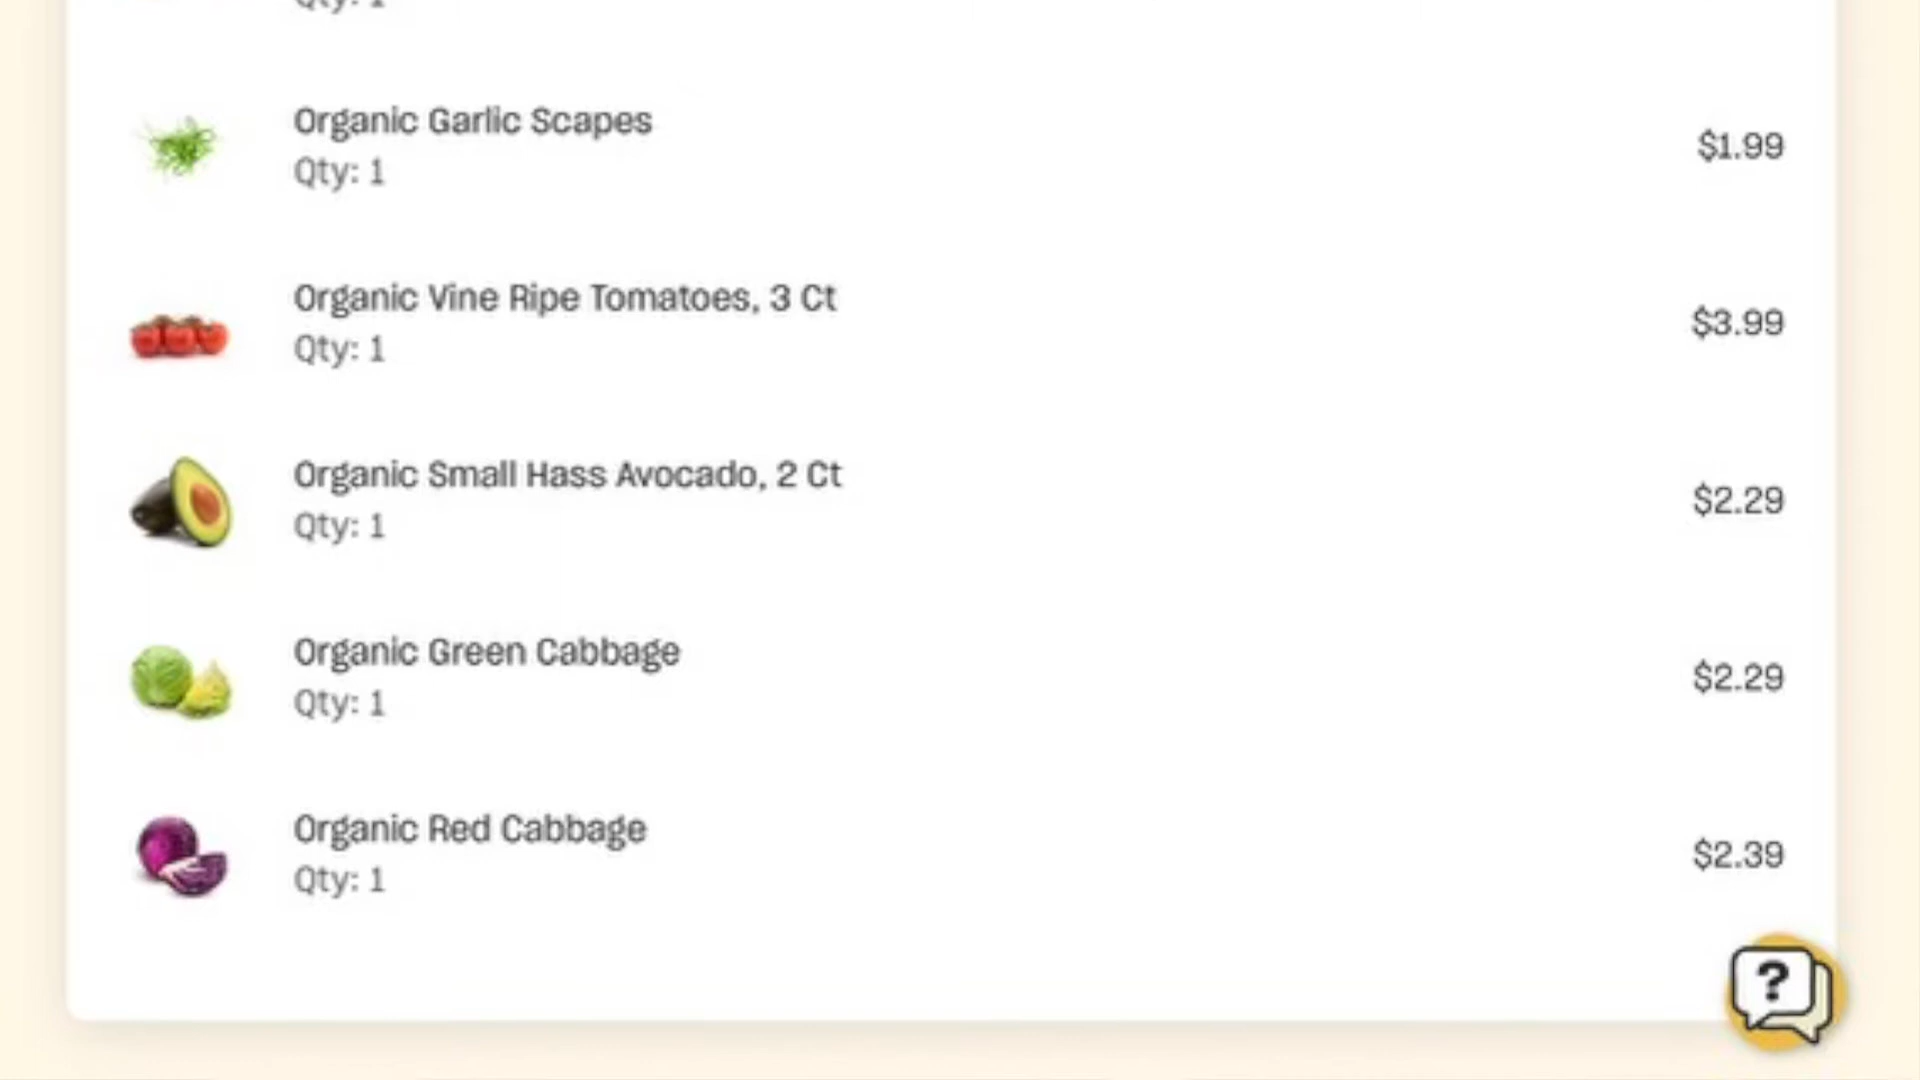 Qty: 1
Organic Garlic Scapes
Qty: 1
$1.99
Organic Vine Ripe Tomatoes, 3 Ct
Qty: 1
$3.99
Organic Small Hass Avocado, 2 Ct
Qty: 1
$2.29
Organic Green Cabbage
Qty: 1
$2.29
Organic Red Cabbage
Qty: 1
$2.39
?